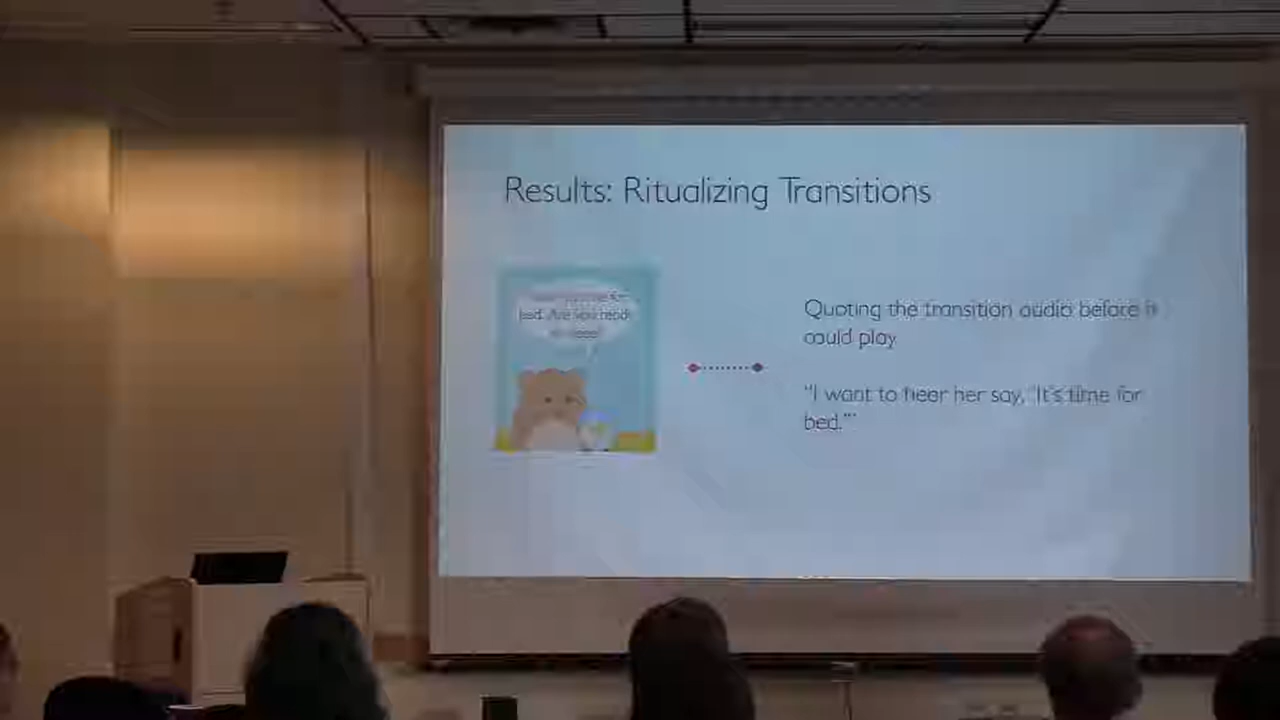 Results: Ritualizing Transitions
bed. Are you ready
Quoting the transition audio before it
could play
"I want to hear her say, 'It's time for
bed.'"